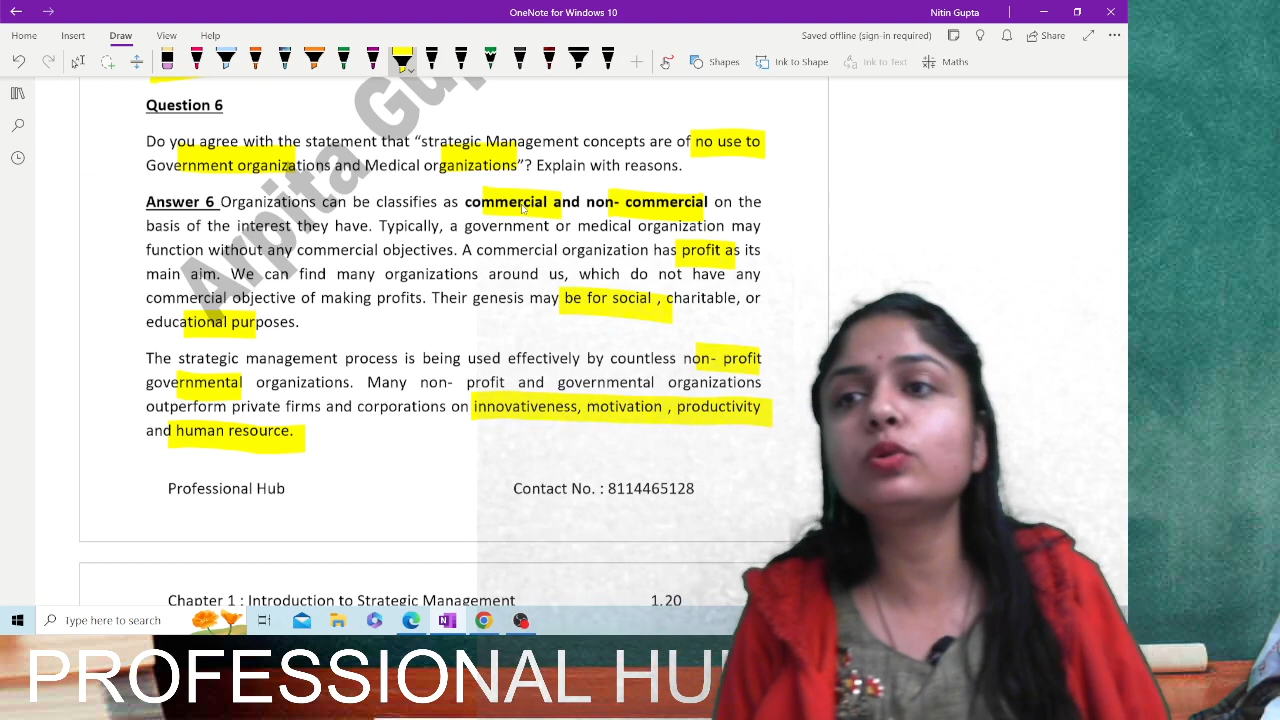 OneNote for Windows 10
Nitin Gupta
Home Insert Draw View Help
Saved offline (sign-in required)
Share
Shapes Ink to Shape Ink to Text Maths
Question 6
Do you agree with the statement that “strategic Management concepts are of no use to
Government organizations and Medical organizations”? Explain with reasons.
Answer 6 Organizations can be classifies as commercial and non- commercial on the
basis of the interest they have. Typically, a government or medical organization may
function without any commercial objectives. A commercial organization has profit as its
main aim. We can find many organizations around us, which do not have any
commercial objective of making profits. Their genesis may be for social , charitable, or
educational purposes.
The strategic management process is being used effectively by countless non- profit
governmental organizations. Many non- profit and governmental organizations
outperform private firms and corporations on innovativeness, motivation , productivity
and human resource.
Arpita Gup
Professional Hub Contact No. : 8114465128
Chapter 1 : Introduction to Strategic Management 1.20
Type here to search
PROFESSIONAL HU